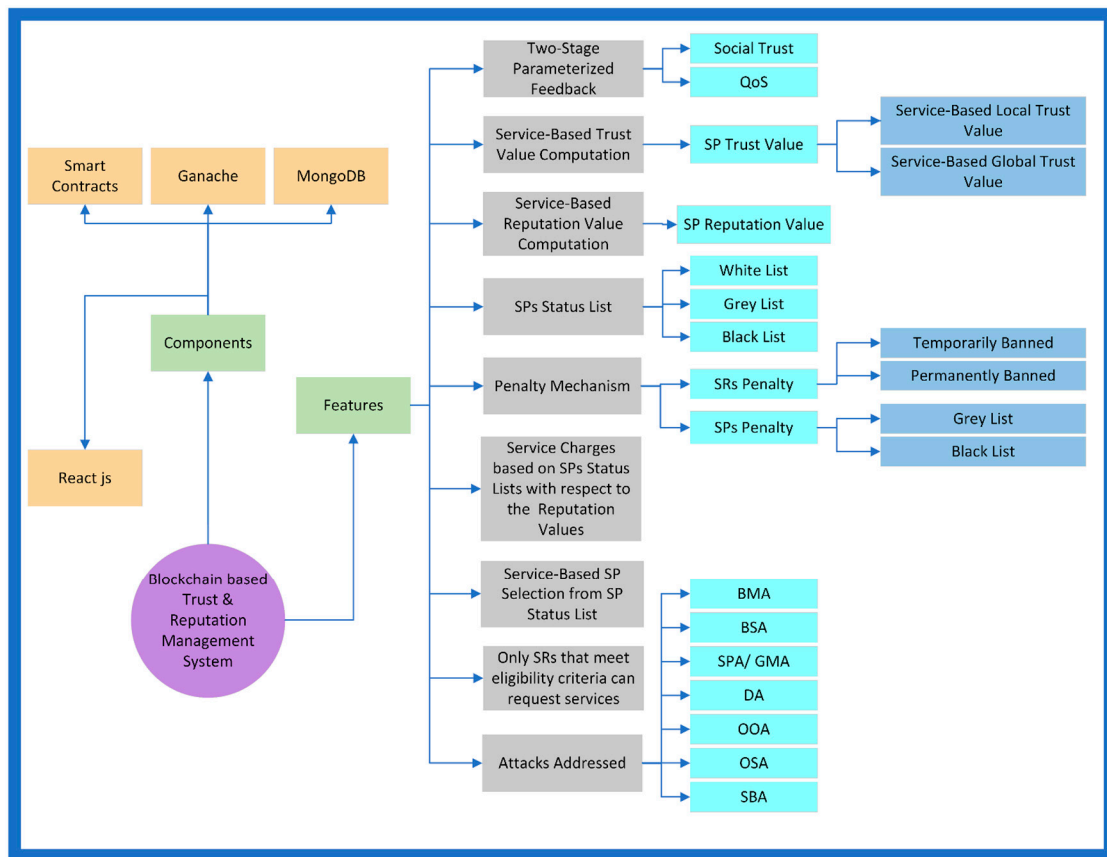 Smart
Contracts
Ganache
MongoDB
Components
React js
Blockchain based
Trust &
Reputation
Management
System
Features
Two-Stage
Parameterized
Feedback
Social Trust
QoS
Service-Based Trust
Value Computation
SP Trust Value
Service-Based Local Trust
Value
Service-Based Global Trust
Value
Service-Based
Reputation Value
Computation
SP Reputation Value
SPs Status List
White List
Grey List
Black List
Penalty Mechanism
SRs Penalty
Temporarily Banned
Permanently Banned
SPs Penalty
Grey List
Black List
Service Charges
based on SPs Status
Lists with respect to
the Reputation
Values
Service-Based SP
Selection from SP
Status List
Only SRs that meet
eligibility criteria can
request services
Attacks Addressed
BMA
BSA
SPA/ GMA
DA
OOA
OSA
SBA